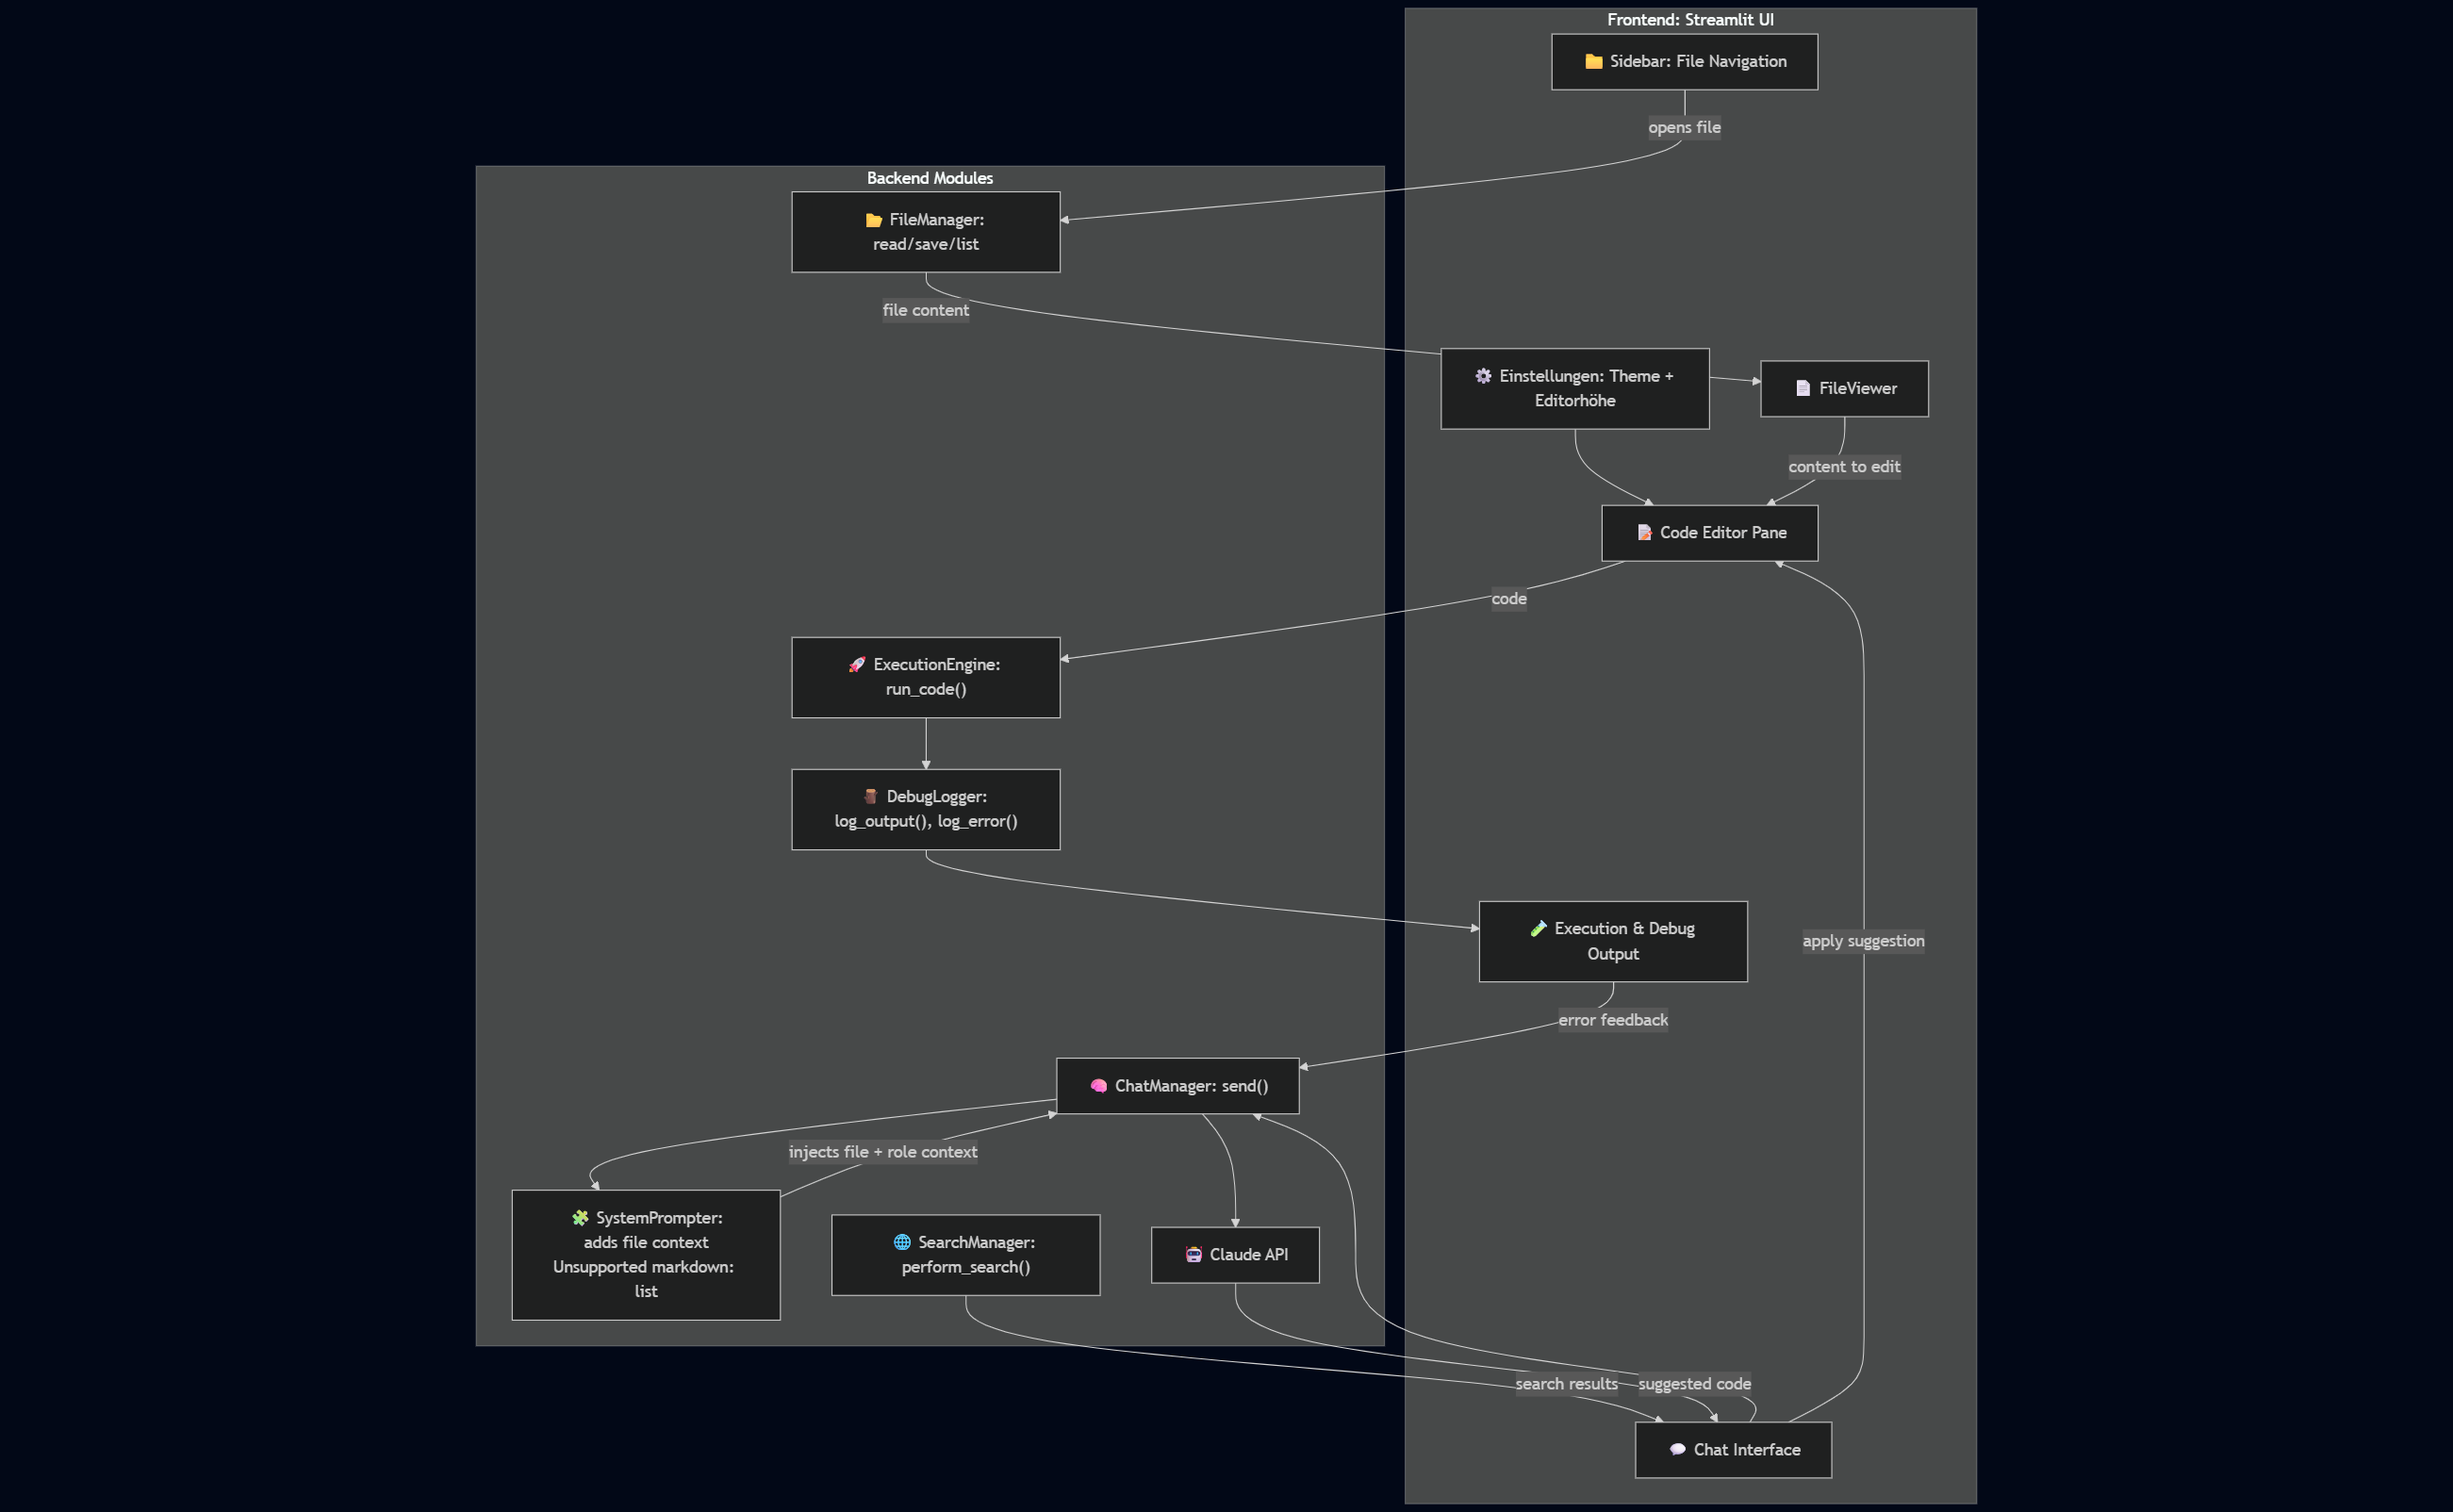 Frontend: Streamlit UI
Sidebar: File Navigation
opens file
Backend Modules
FileManager:
read/save/list
file content
Einstellungen: Theme +
Editorhöhe
FileViewer
content to edit
Code Editor Pane
code
ExecutionEngine:
run_code()
DebugLogger:
log_output(), log_error()
Execution & Debug
Output
apply suggestion
error feedback
ChatManager: send()
injects file + role context
SystemPrompter:
adds file context
Unsupported markdown:
list
SearchManager:
perform_search()
Claude API
search results
suggested code
Chat Interface